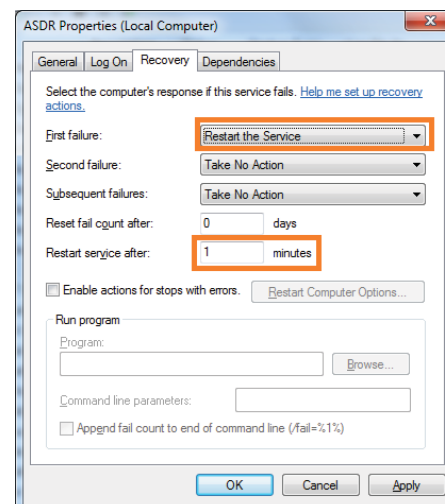 ASDR Properties (Local Computer)
General Log On Recovery Dependencies
Select the computer's response if this service fails. Help me set up recovery
actions.
First failure: Restart the Service
Second failure: Take No Action
Subsequent failures: Take No Action
Reset fail count after: 0 days
Restart service after: 1 minutes
Enable actions for stops with errors. Restart Computer Options...
Run program
Program:
Browse...
Command line parameters:
Append fail count to end of command line (/fail=%1%)
OK Cancel Apply